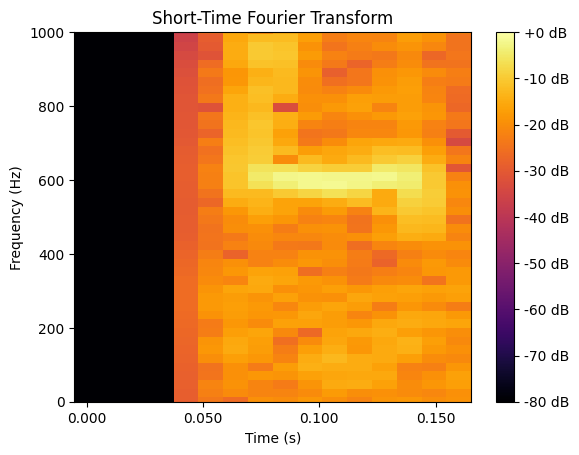 Short-Time Fourier Transform
Frequency (Hz)
1000
800
600
400
200
0
0.000 0.050 0.100 0.150
Time (s)
+0 dB
-10 dB
-20 dB
-30 dB
-40 dB
-50 dB
-60 dB
-70 dB
-80 dB